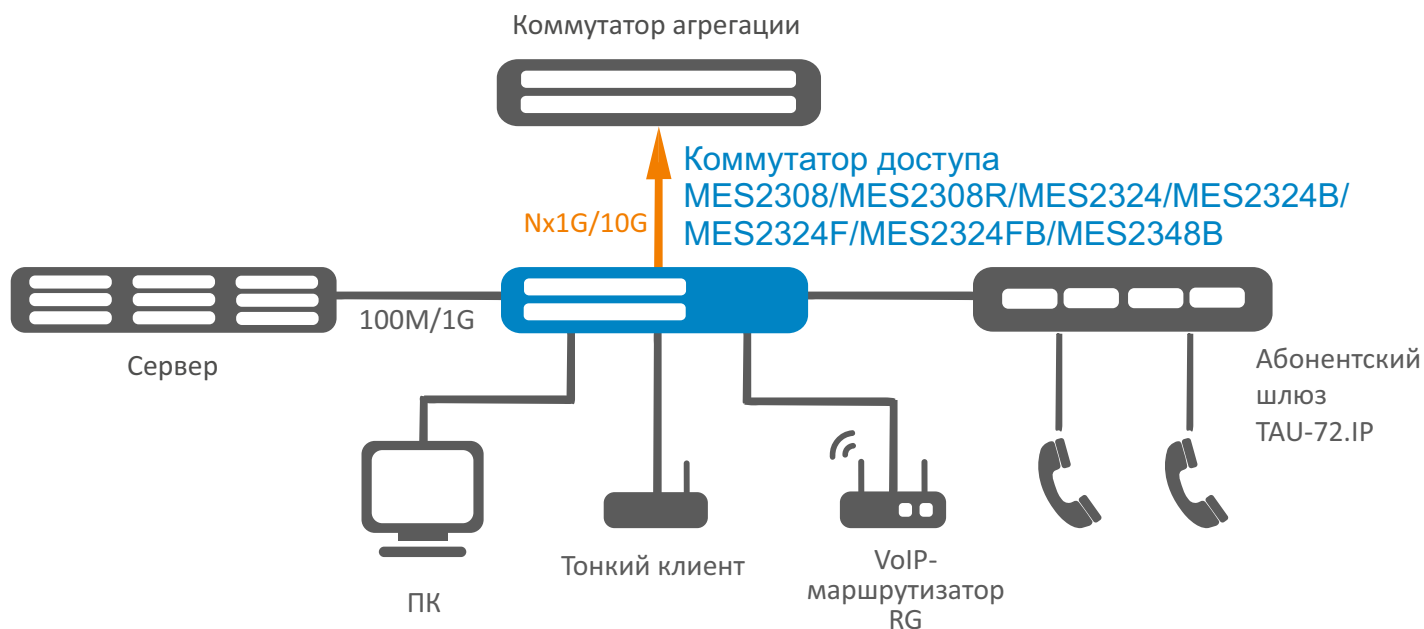 Коммутатор агрегации
Коммутатор доступа
MES2308/MES2308R/MES2324/MES2324B/
MES2324F/MES2324FB/MES2348B
Nx1G/10G
100M/1G
Сервер
Абонентский
шлюз
TAU-72.IP
ПК
Тонкий клиент
VoIP-
маршрутизатор
RG